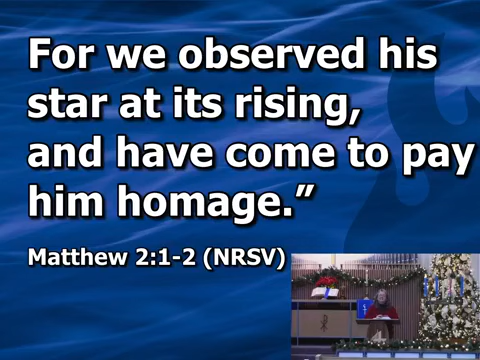 For we observed his
star at its rising,
and have come to pay
him homage.”
Matthew 2:1-2 (NRSV)